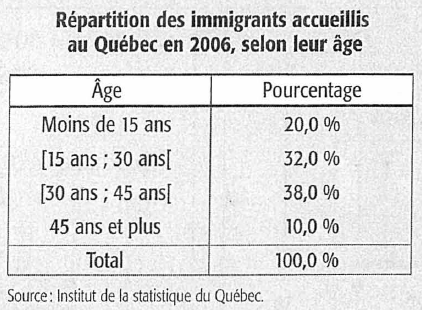 Répartition des immigrants accueillis
au Québec en 2006, selon leur âge
Âge Pourcentage
Moins de 15 ans 20,0 %
[15 ans ; 30 ans[ 32,0 %
[30 ans ; 45 ans[ 38,0 %
45 ans et plus 10,0 %
Total 100,0 %
Source : Institut de la statistique du Québec.